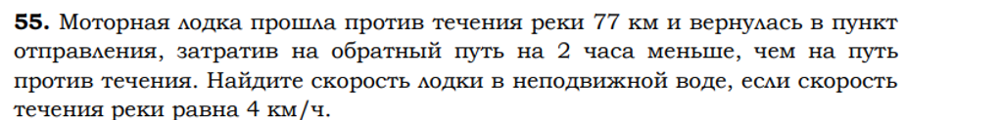 55. Моторная лодка прошла против течения реки 77 км и вернулась в пункт
отправления, затратив на обратный путь на 2 часа меньше, чем на путь
против течения. Найдите скорость лодки в неподвижной воде, если скорость
течения реки равна 4 км/ч.